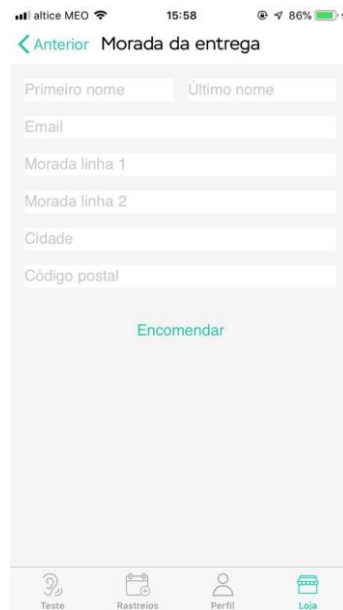 altice MEO 15:58 86%
Anterior Morada da entrega
Primeiro nome Último nome
Email
Morada linha 1
Morada linha 2
Cidade
Código postal
Encomendar
Teste Rastreios Perfil Loja